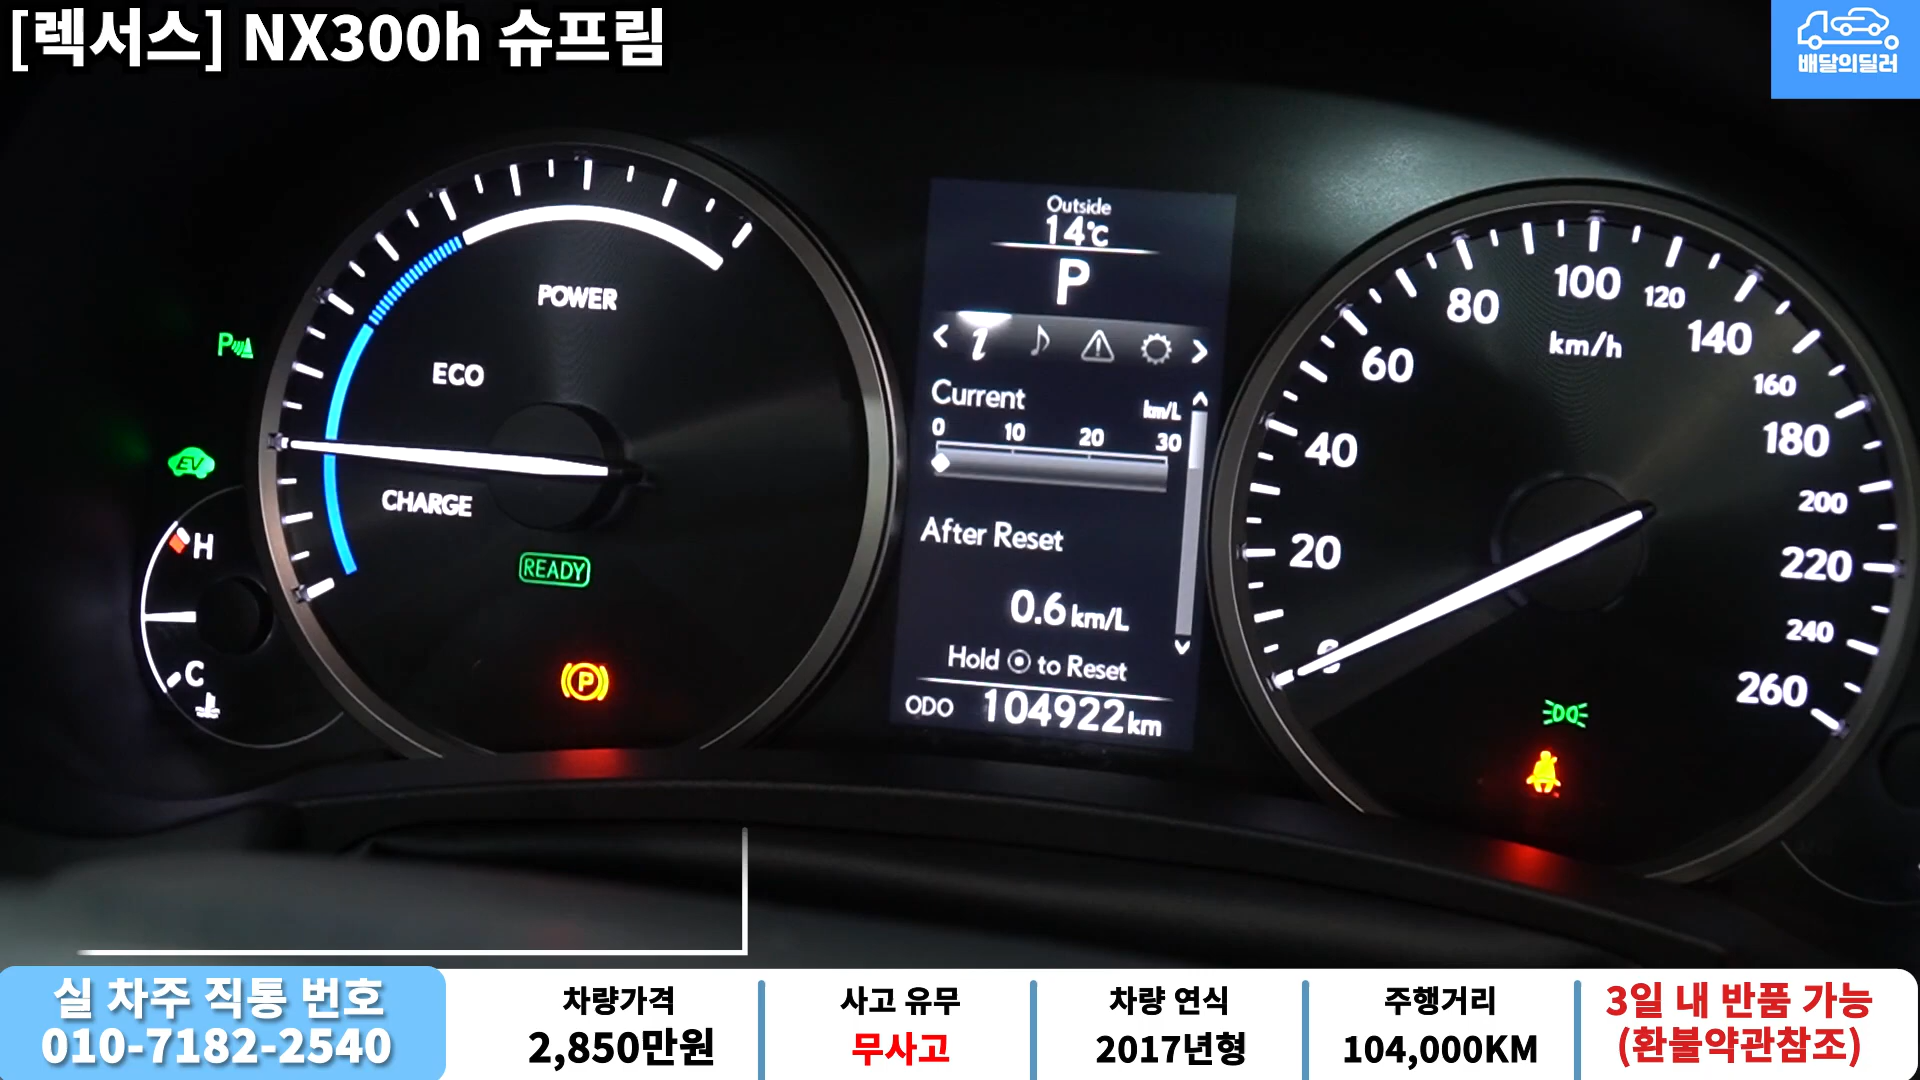 [렉서스] NX300h 슈프림
배달의딜러
Outside
14℃
P
POWER
ECO
CHARGE
READY
EV
H
C
P
P
Current
km/L
0 10 20 30
After Reset
0.6 km/L
Hold to Reset
ODO 104922 km
km/h
0
20
40
60
80
100
120
140
160
180
200
220
240
260
실 차주 직통 번호
010-7182-2540
차량가격
2,850만원
사고 유무
무사고
차량 연식
2017년형
주행거리
104,000KM
3일 내 반품 가능
(환불약관참조)